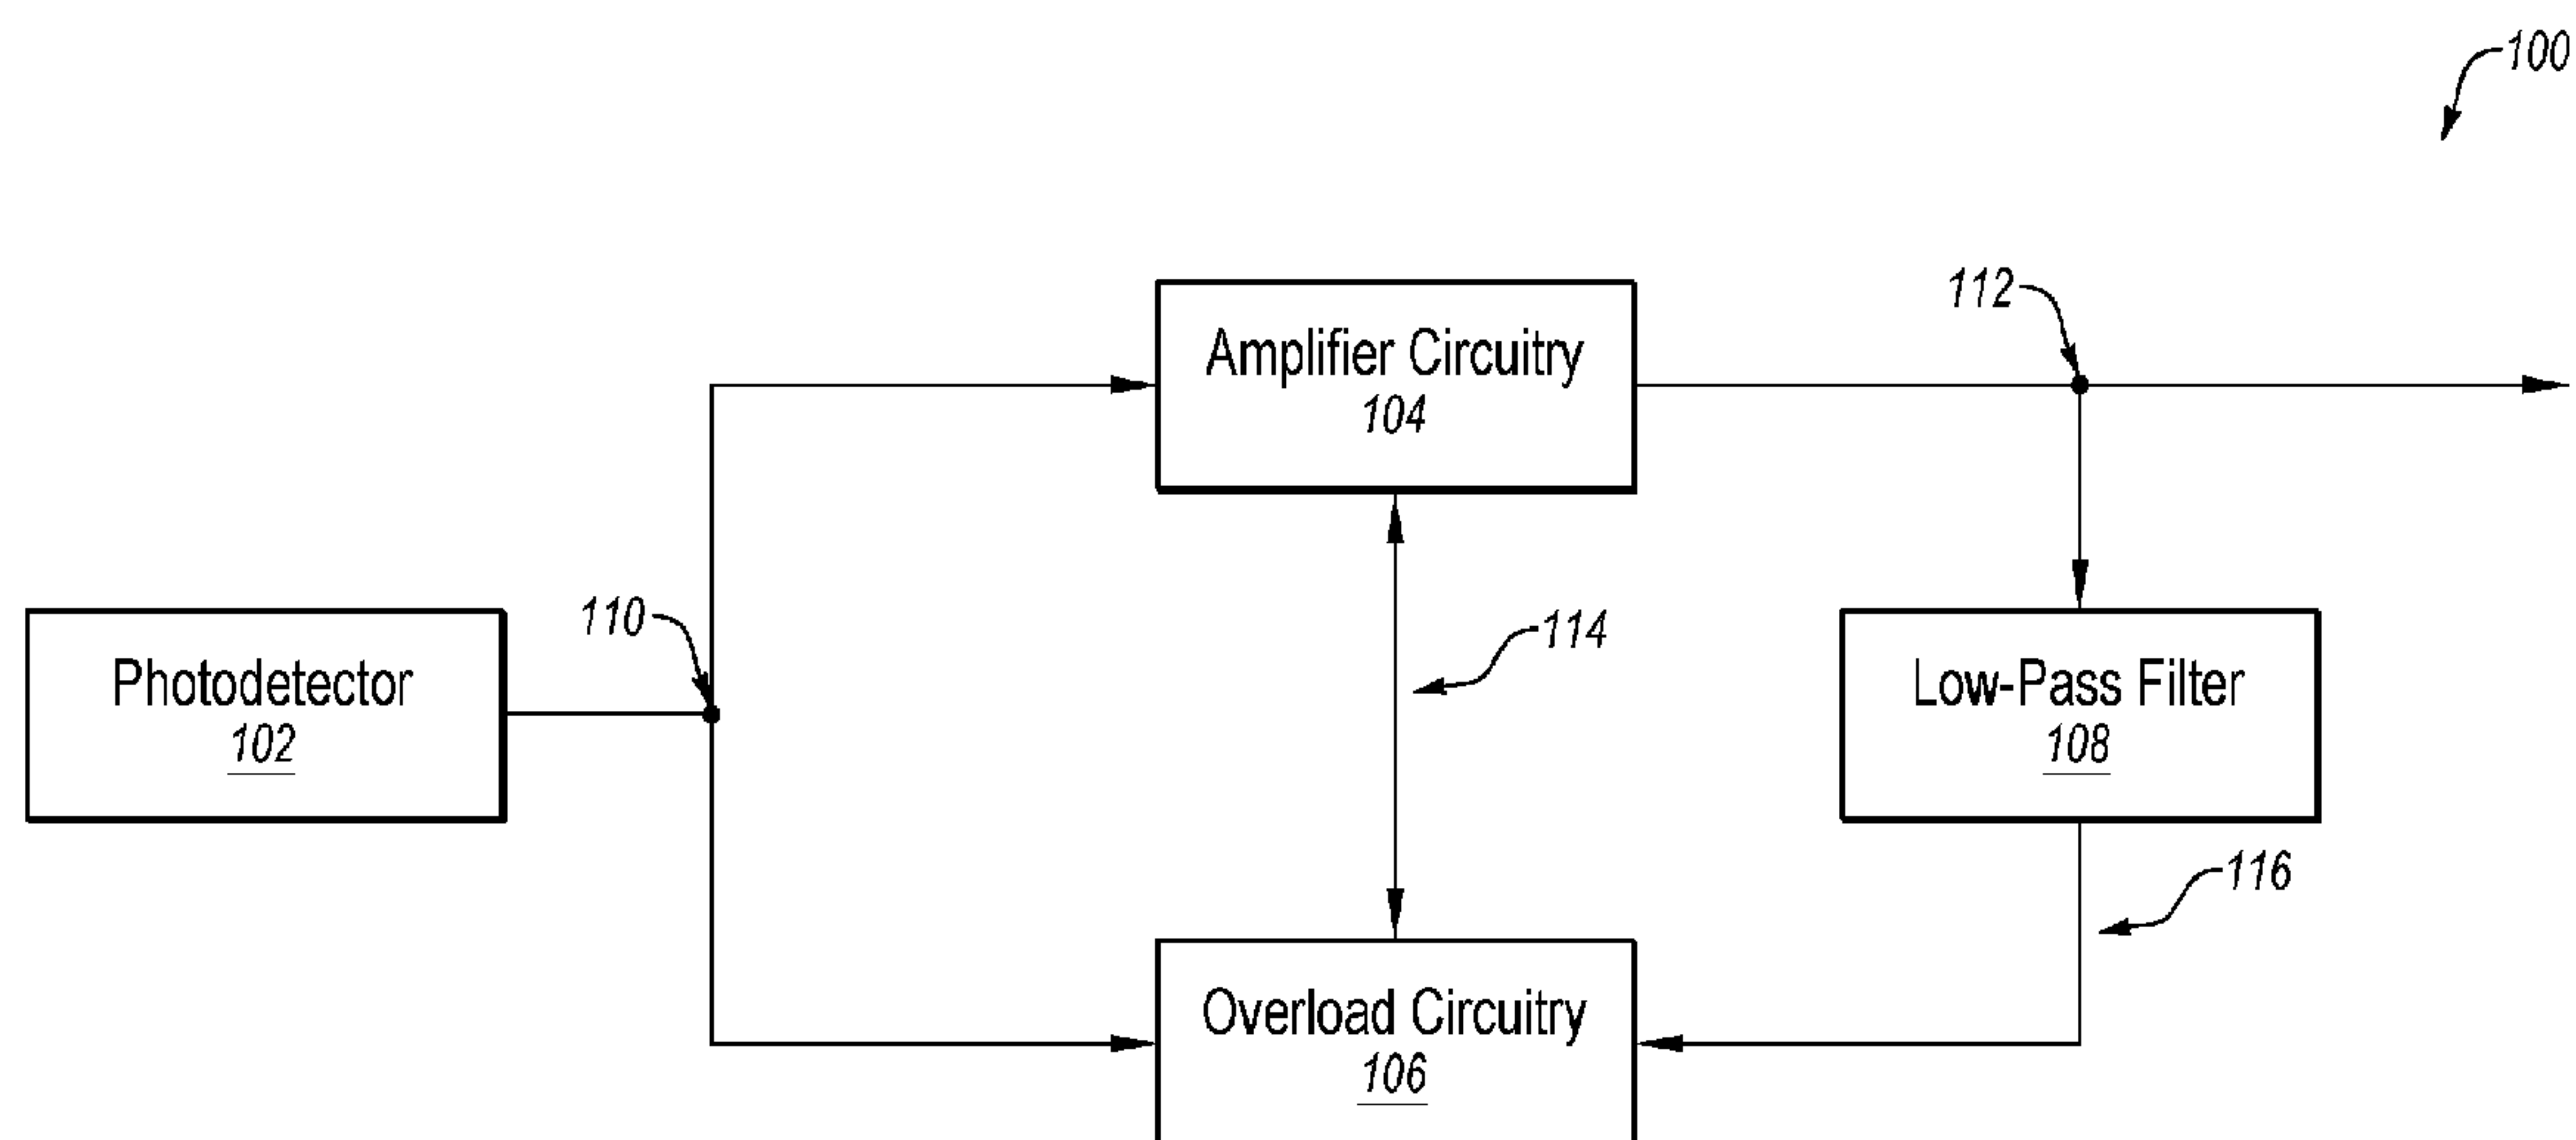 100
112
Amplifier Circuitry
104
110
114
Photodetector
102
Low-Pass Filter
108
116
Overload Circuitry
106